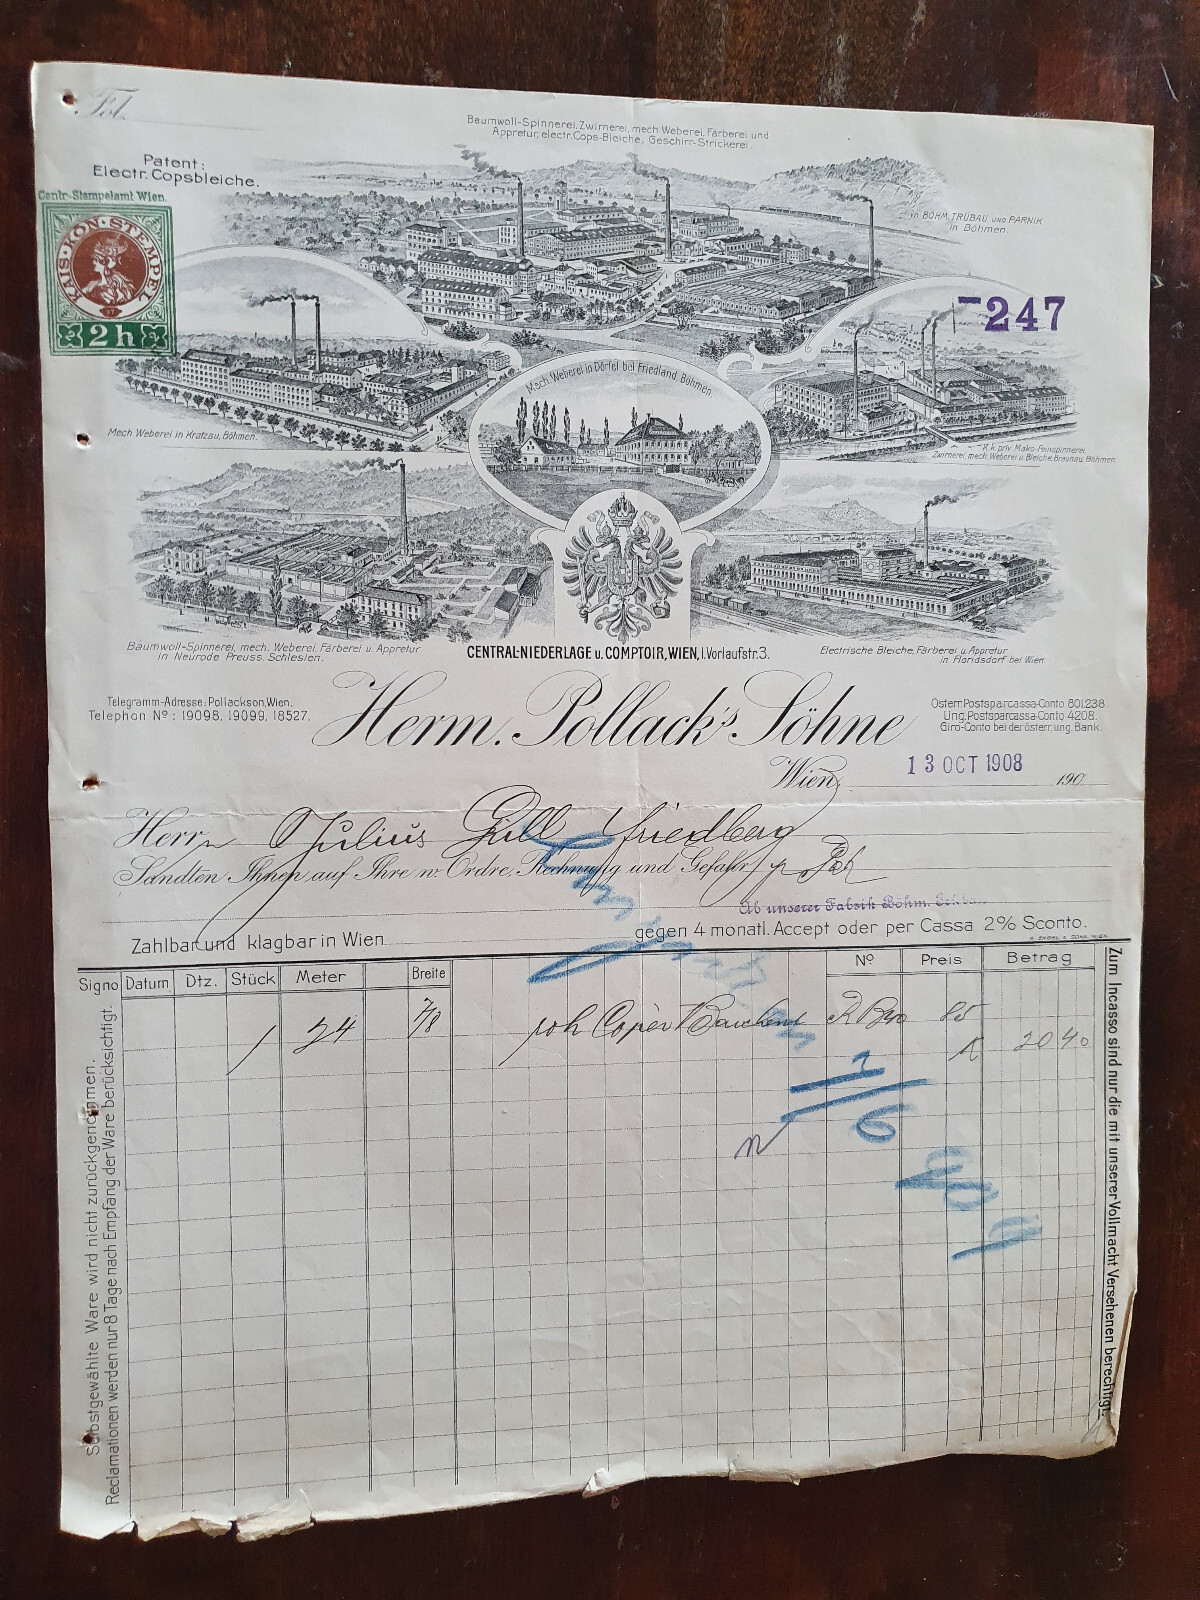 Fol.
Baumwoll-Spinnerei, Zwirnerei, mech Weberei, Färberei und
Appretur, electr. Cops-Bleiche, Geschirr-Strickerei.
Patent:
Electr. Copsbleiche.
Centr-Stempelamt Wien.
KAIS·KÖN·STEMPEL
2 h
in BÖHM. TRÜBAU und PARNIK
in Böhmen.
247
Mech. Weberei in Dörfel bei Friedland, Böhmen.
Mech Weberei in Kratzau, Böhmen.
K.k. priv. Mako-Feinspinnerei,
Zwirnerei, mech. Weberei u. Bleiche, Braunau, Böhmen.
Baumwoll-Spinnerei, mech. Weberei, Färberei u. Appretur
in Neurode Preuss. Schlesien.
CENTRAL-NIEDERLAGE u. COMPTOIR, WIEN, I. Vorlaufstr. 3.
Electrische Bleiche, Färberei u. Appretur
in Floridsdorf bei Wien.
Telegramm-Adresse: Pollackson, Wien.
Telephon Nº: 19098, 19099, 18527.
Herm. Pollack's Söhne
Österr. Postsparcassa-Conto 801.238.
Ung. Postsparcassa-Conto 4208.
Giro-Conto bei der österr. ung. Bank.
Wien, 13 OCT 1908 190
Herrn Julius Güll Friedberg
Sandten Ihnen auf Ihre w. Ordre, Rechnung und Gefahr p
Ab unserer Fabrik Böhm.
Zahlbar und klagbar in Wien gegen 4 monatl. Accept oder per Cassa 2% Sconto.
Signo Datum Dtz. Stück Meter Breite Nº Preis Betrag
1 24 7/8 roh Coper Barchent 85
K 20 40
7/6
909
Selbstgewählte Ware wird nicht zurückgenommen.
Reclamationen werden nur 8 Tage nach Empfang der Ware berücksichtigt.
Zum Incasso sind nur die mit unserer Vollmacht Versehenen berechtigt.